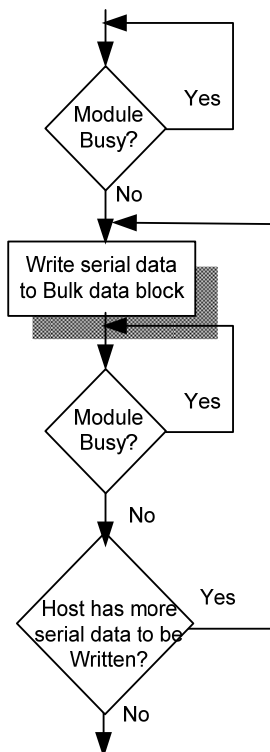 Module
Busy?
Yes
No
Write serial data
to Bulk data block
Module
Busy?
Yes
No
Host has more
serial data to be
Written?
Yes
No